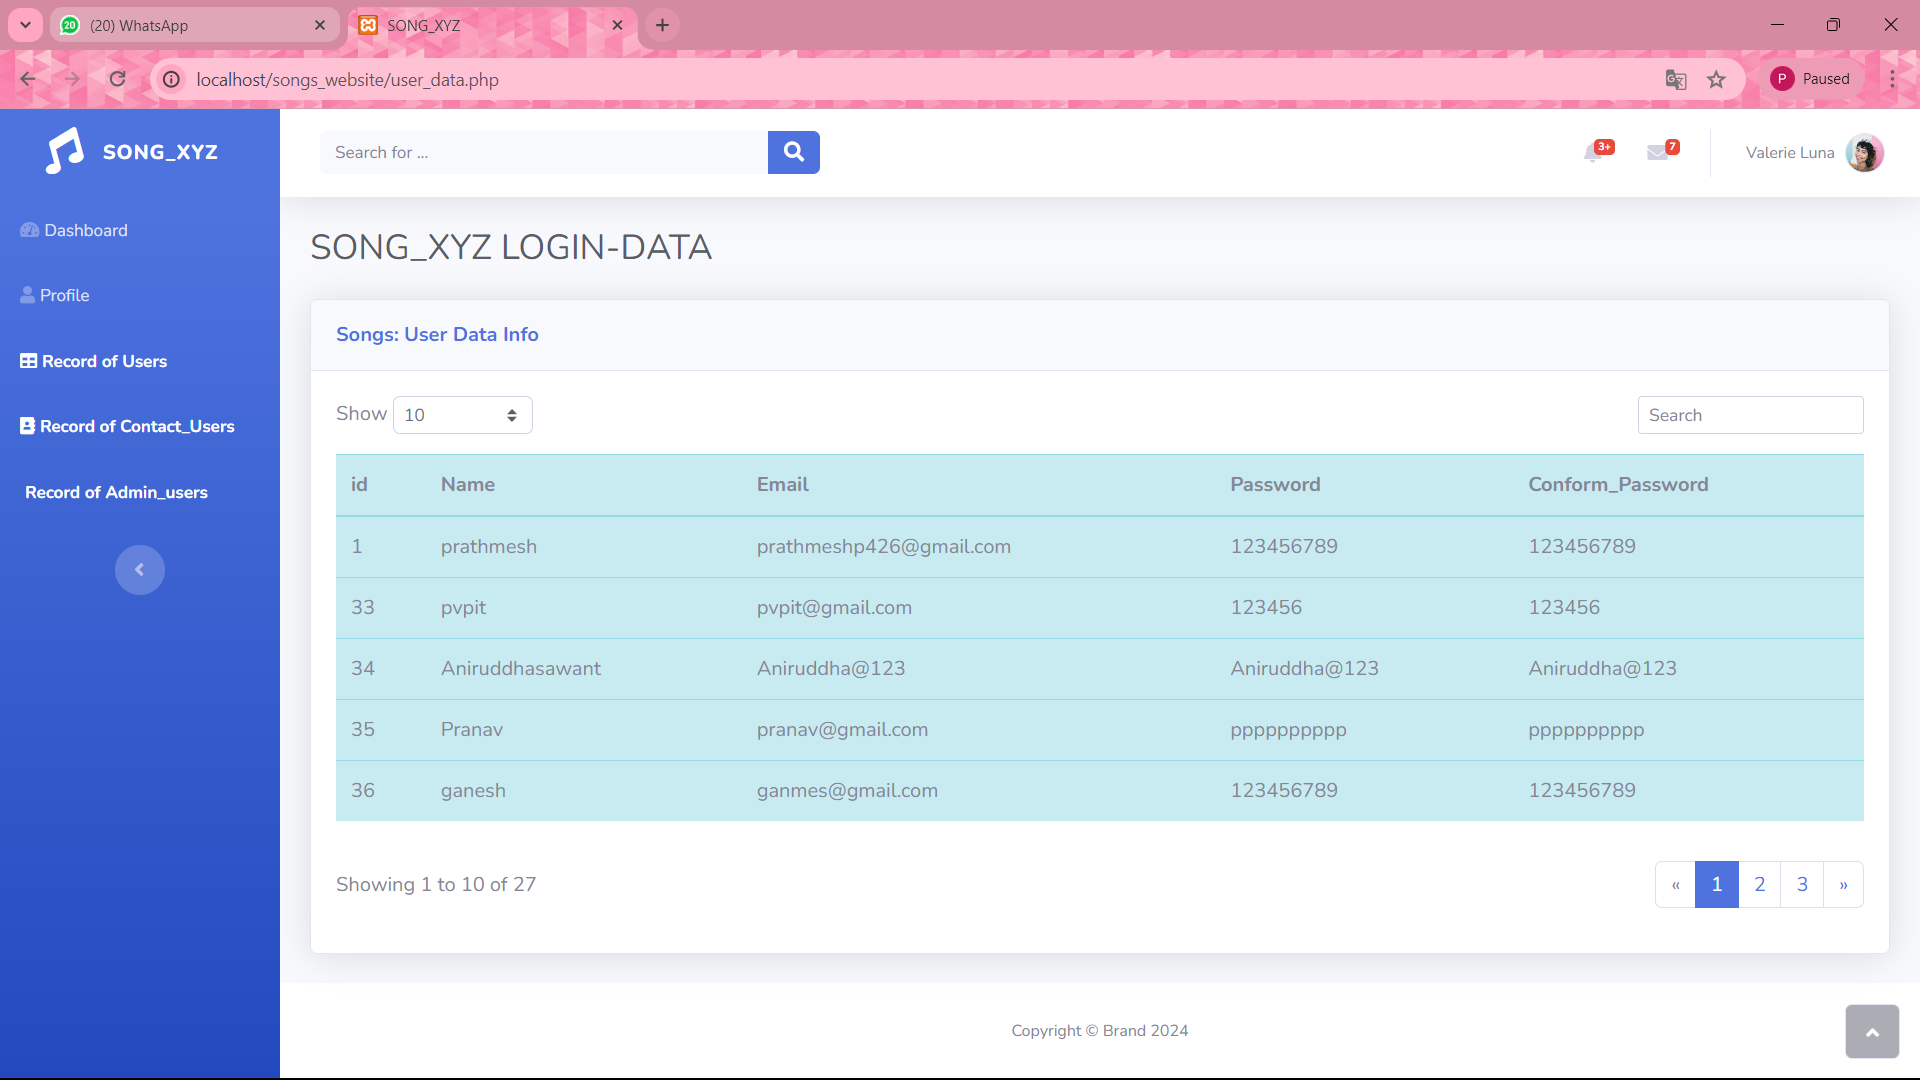 20 (20) WhatsApp
SONG_XYZ
localhost/songs_website/user_data.php
P Paused
SONG_XYZ
Search for ...
3+
7
Valerie Luna
Dashboard
Profile
Record of Users
Record of Contact_Users
Record of Admin_users
SONG_XYZ LOGIN-DATA
Songs: User Data Info
Show 10
Search
id Name Email Password Conform_Password
1 prathmesh prathmeshp426@gmail.com 123456789 123456789
33 pvpit pvpit@gmail.com 123456 123456
34 Aniruddhasawant Aniruddha@123 Aniruddha@123 Aniruddha@123
35 Pranav pranav@gmail.com pppppppppp pppppppppp
36 ganesh ganmes@gmail.com 123456789 123456789
Showing 1 to 10 of 27
« 1 2 3 »
Copyright © Brand 2024